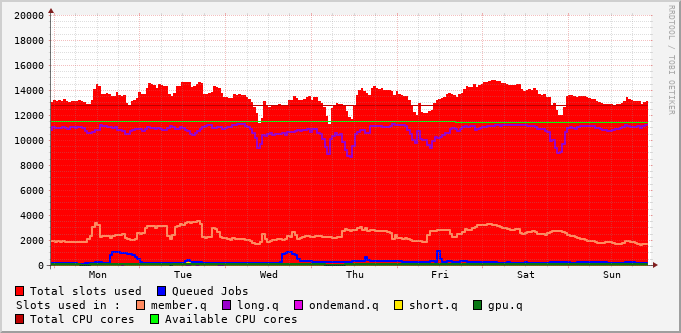 20000
18000
16000
14000
12000
10000
8000
6000
4000
2000
0
Mon Tue Wed Thu Fri Sat Sun
RRDTOOL / TOBI OETIKER
Total slots used Queued Jobs
Slots used in : member.q long.q ondemand.q short.q gpu.q
Total CPU cores Available CPU cores